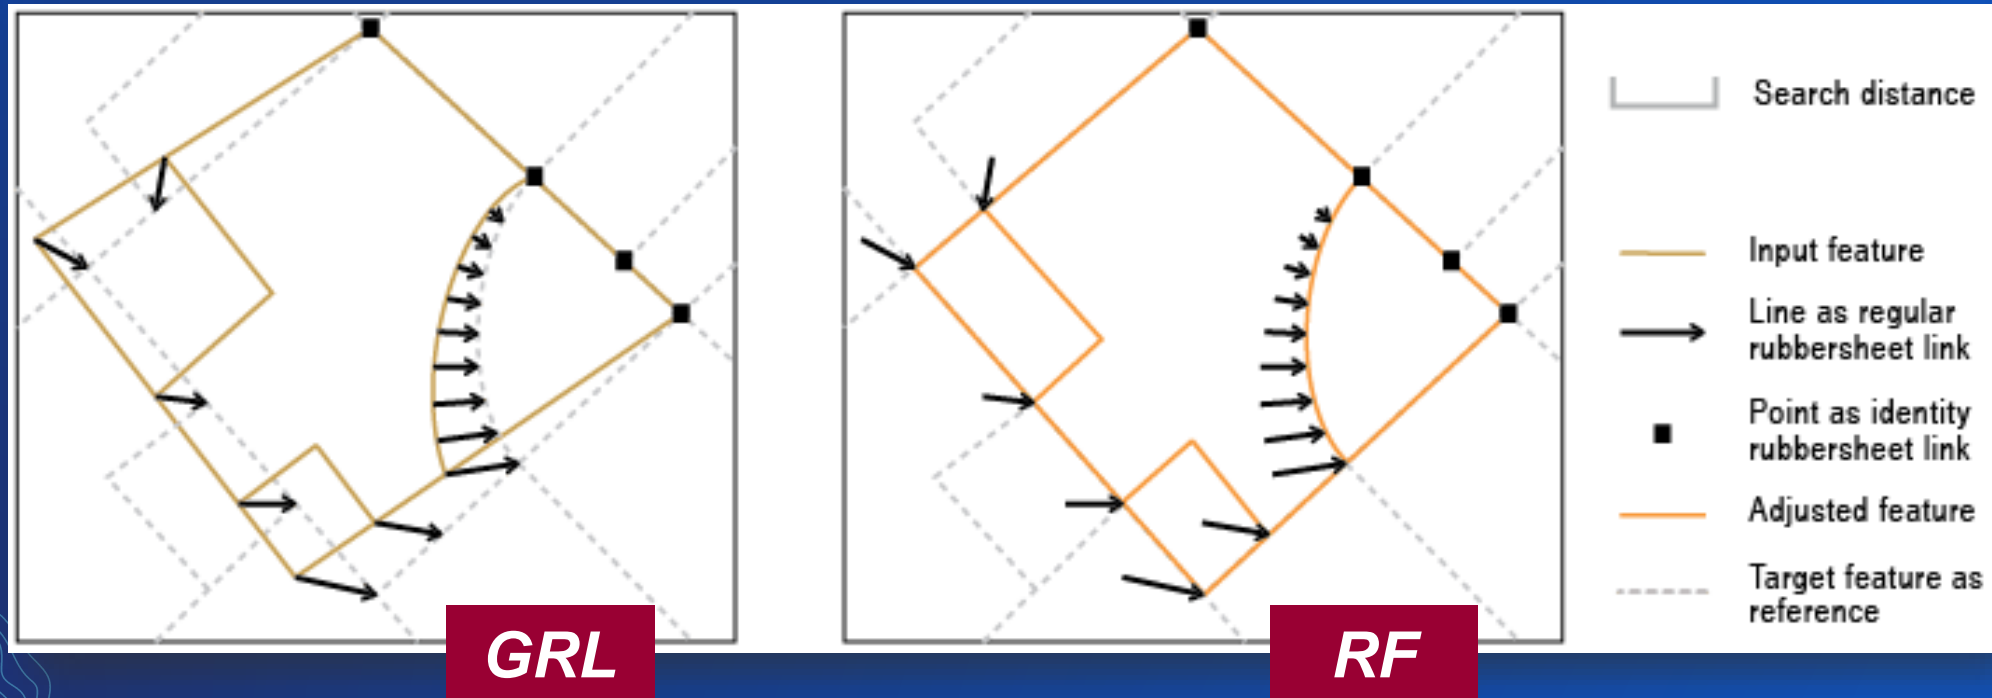 Search distance
Input feature
Line as regular
rubbersheet link
Point as identity
rubbersheet link
Adjusted feature
Target feature as
reference
GRL
RF